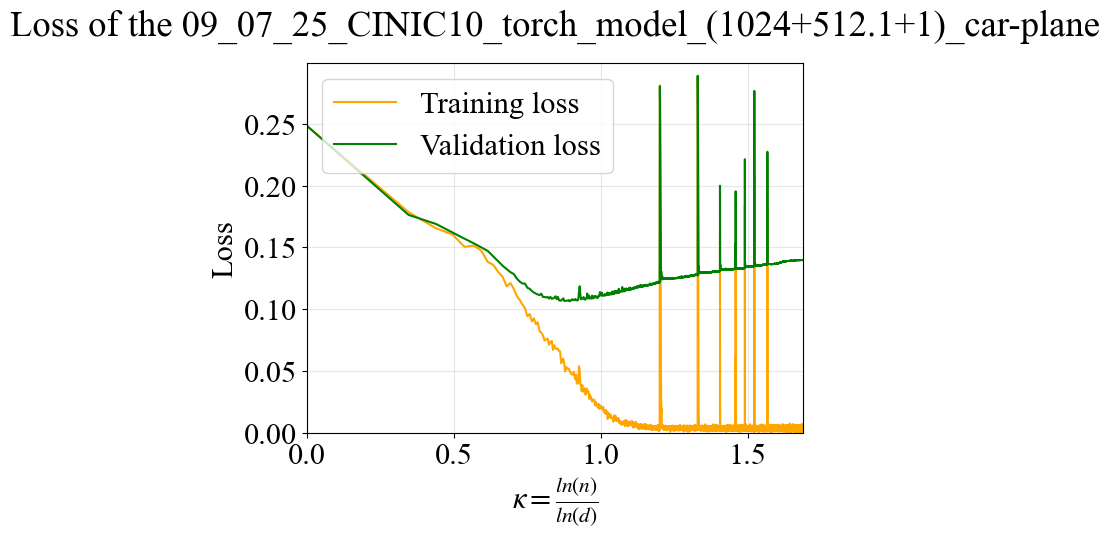 Loss of the 09_07_25_CINIC10_torch_model_(1024+512.1+1)_car-plane
Training loss
Validation loss
Loss
0.25
0.20
0.15
0.10
0.05
0.00
0.0 0.5 1.0 1.5
κ = ln(n)/ln(d)